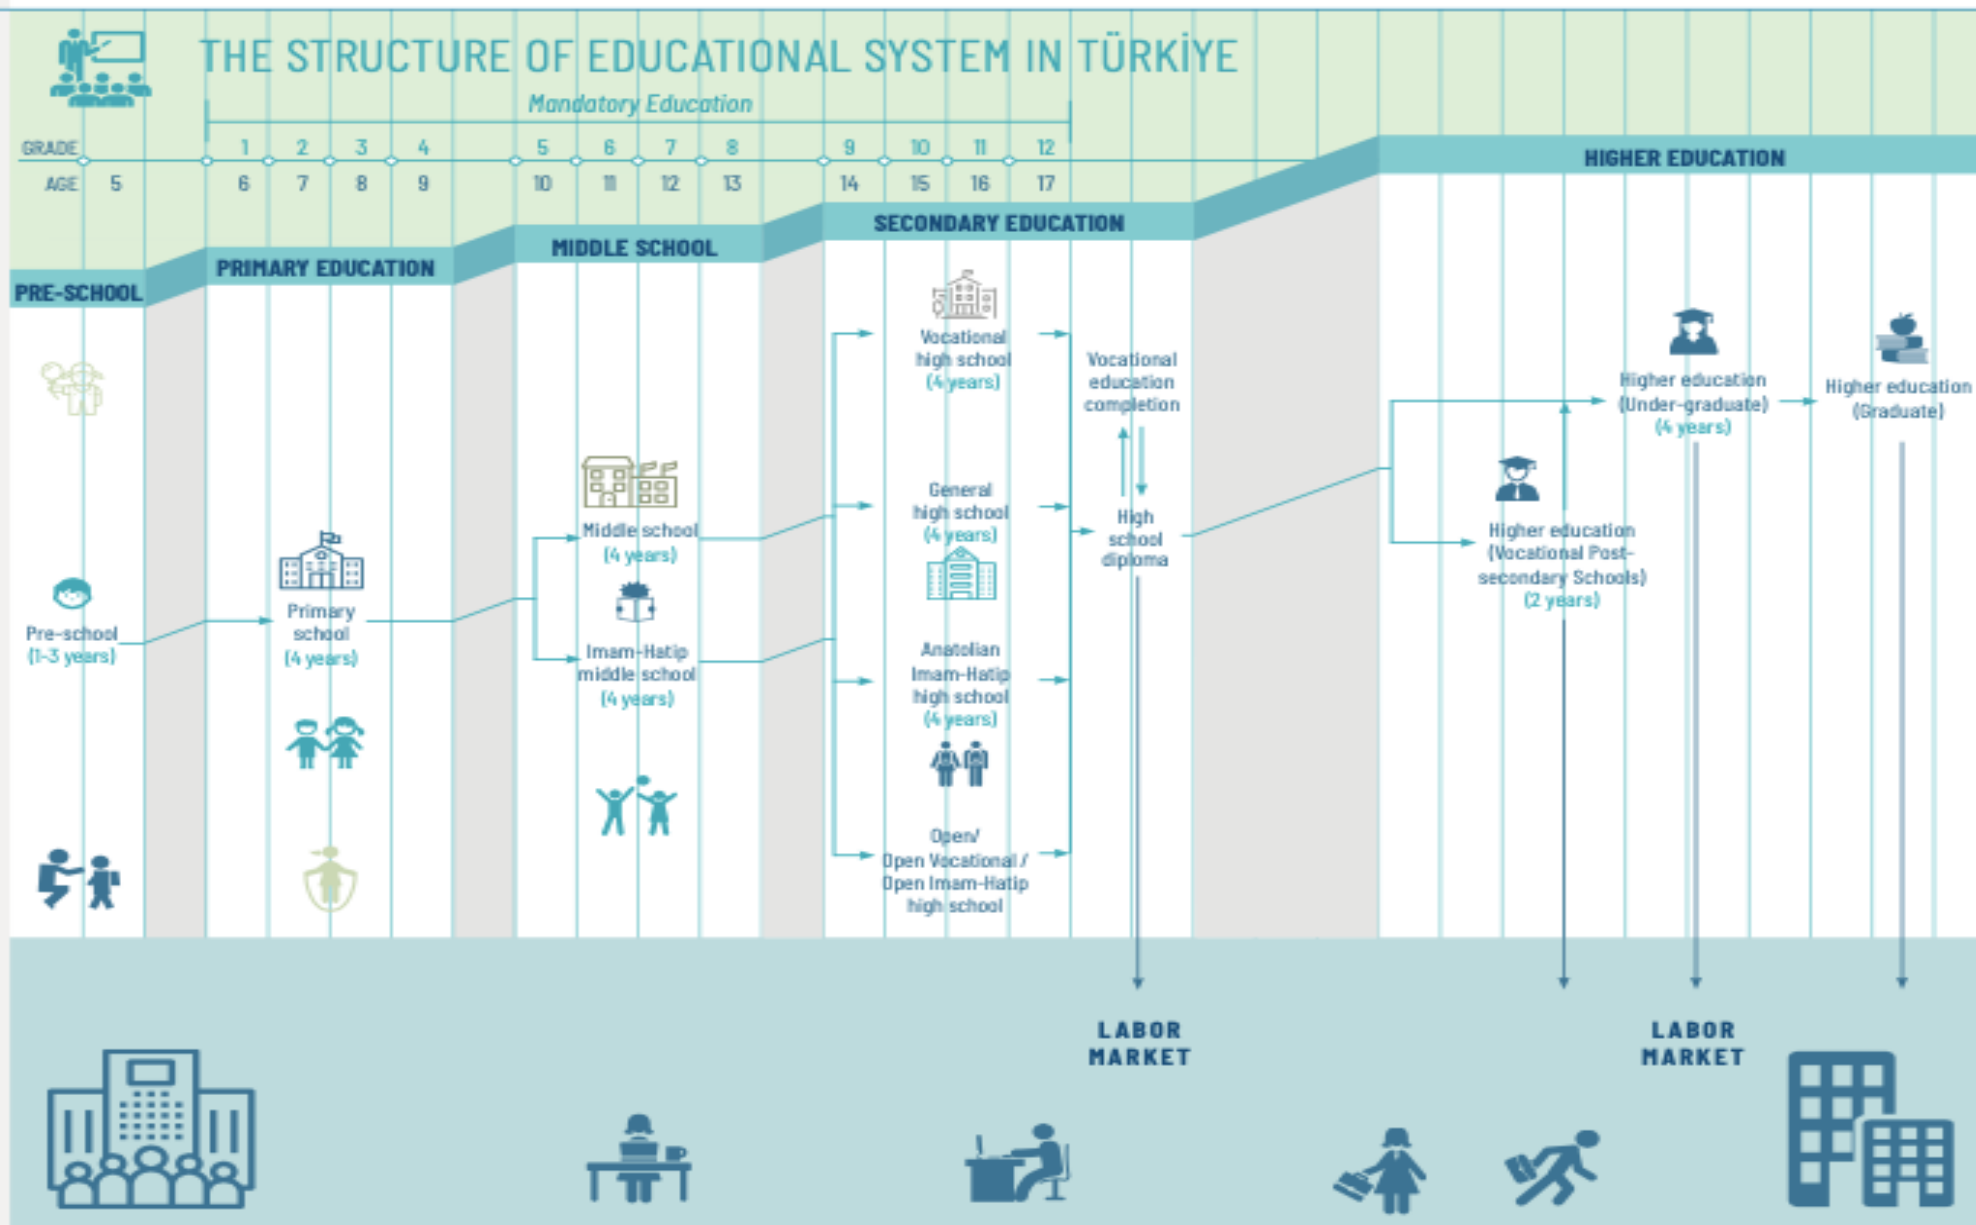 THE STRUCTURE OF EDUCATIONAL SYSTEM IN TÜRKİYE
Mandatory Education
GRADE 1 2 3 4 5 6 7 8 9 10 11 12
AGE 5 6 7 8 9 10 11 12 13 14 15 16 17
PRE-SCHOOL
PRIMARY EDUCATION
MIDDLE SCHOOL
SECONDARY EDUCATION
HIGHER EDUCATION
Pre-school
(1-3 years)
Primary
school
(4 years)
Middle school
(4 years)
Imam-Hatip
middle school
(4 years)
Vocational
high school
(4 years)
General
high school
(4 years)
Anatolian
Imam-Hatip
high school
(4 years)
Open/
Open Vocational /
Open Imam-Hatip
high school
Vocational
education
completion
High
school
diploma
Higher education
(Vocational Post-
secondary Schools)
(2 years)
Higher education
(Under-graduate)
(4 years)
Higher education
(Graduate)
LABOR
MARKET
LABOR
MARKET